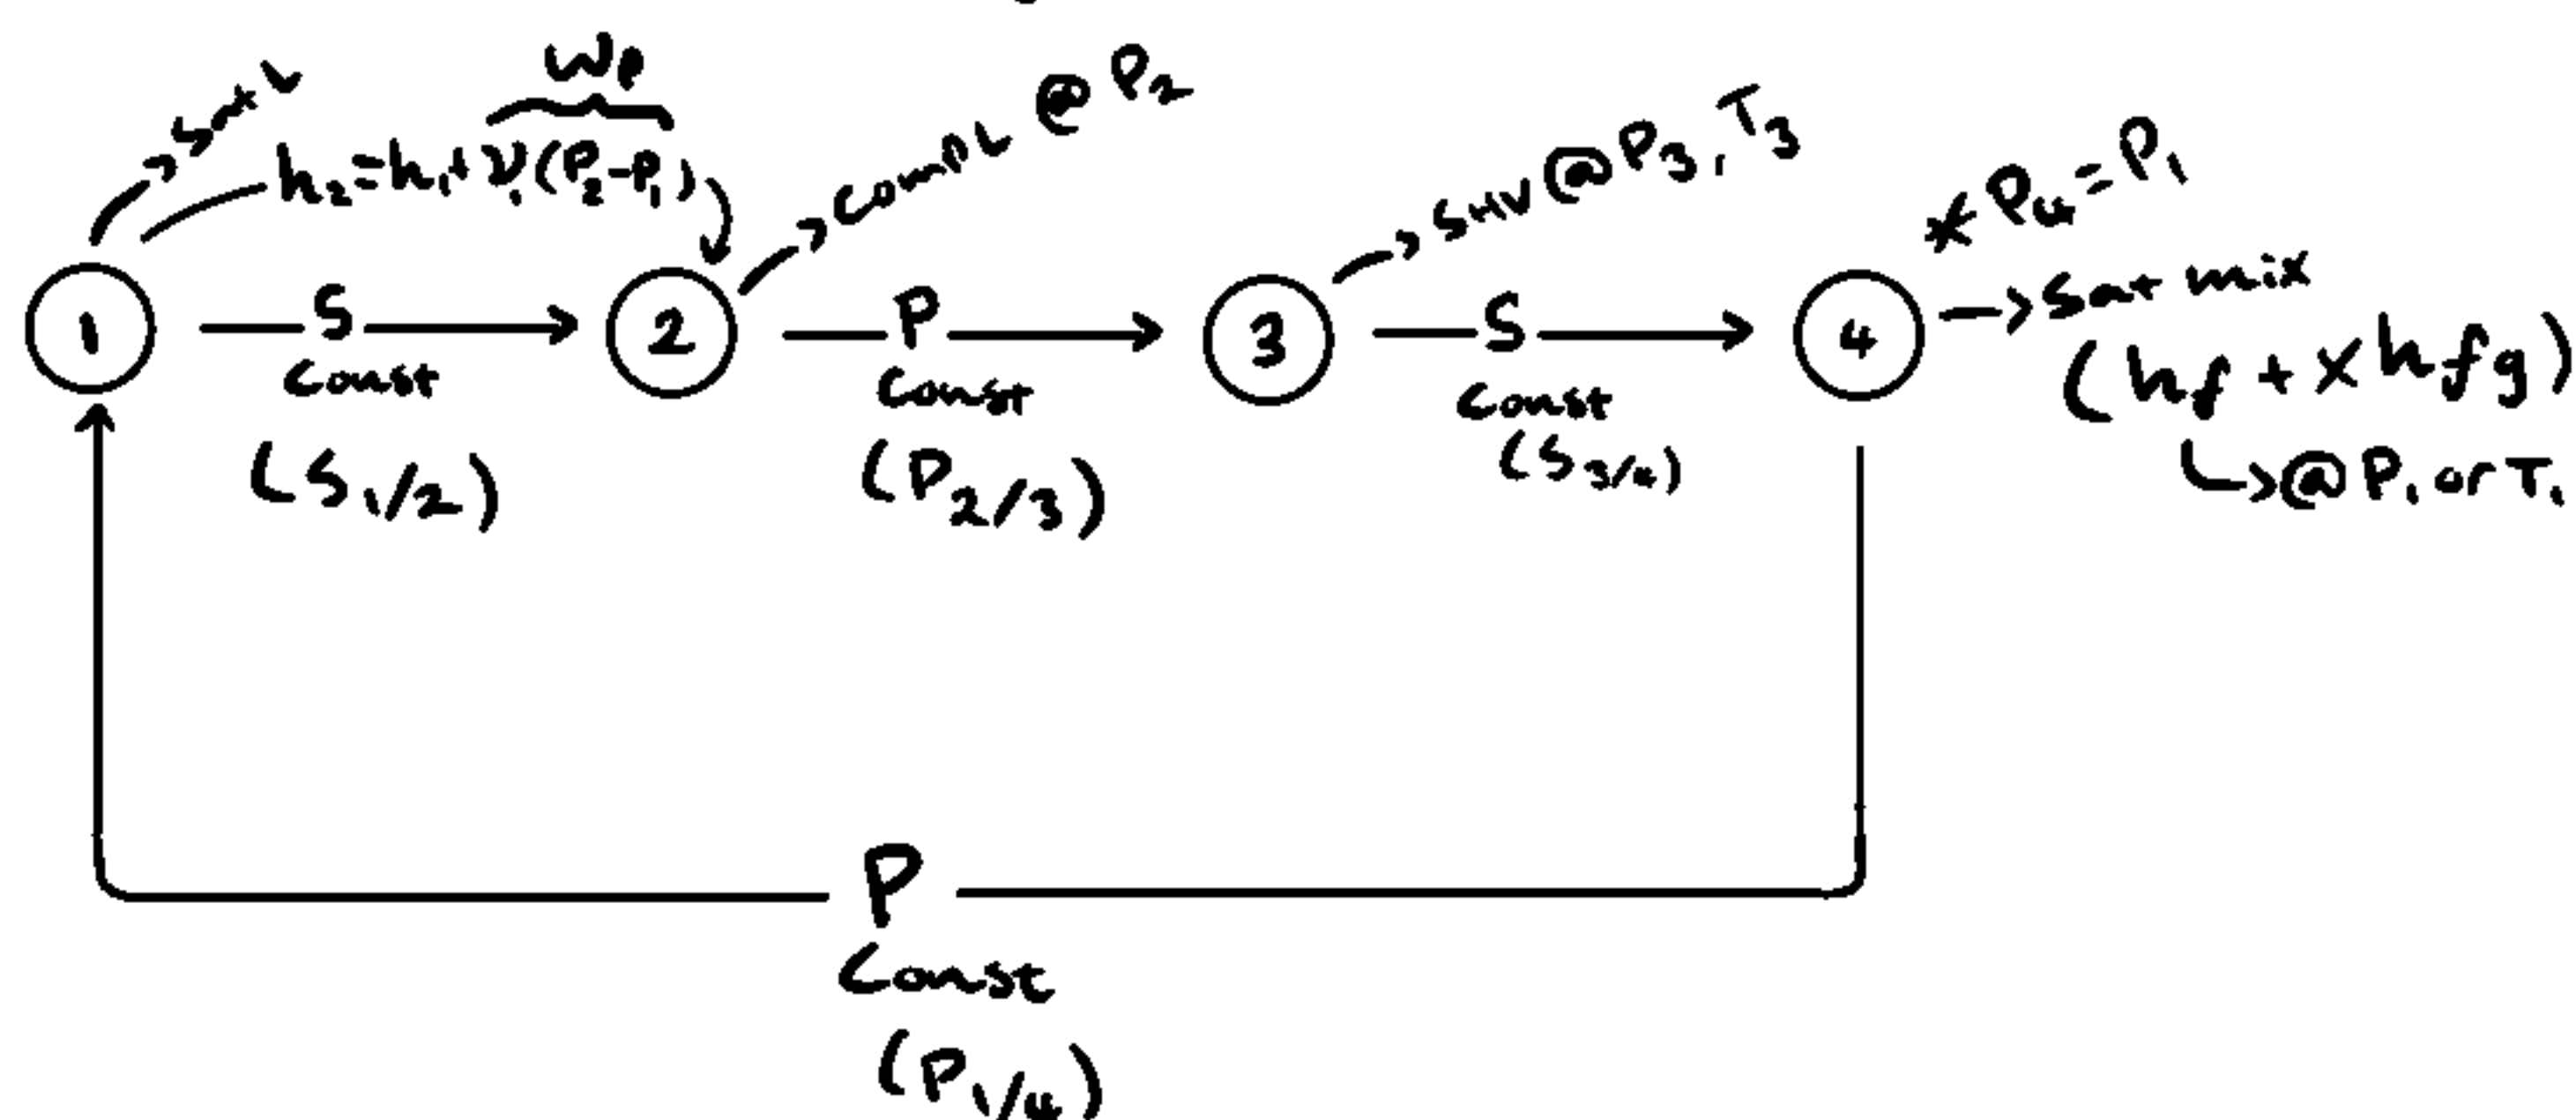 Wp
→ Sat L
h₂=h₁+ν₁(P₂-P₁)
→ Comp L @ P₂
→ SHV @ P₃, T₃
* P₄=P₁
→ Sat mix
(hf + x hfg)
↳ @ P₁ or T₁
1
S
Const
(S₁/₂)
2
P
Const
(P₂/₃)
3
S
Const
(S₃/₄)
4
P
Const
(P₁/₄)